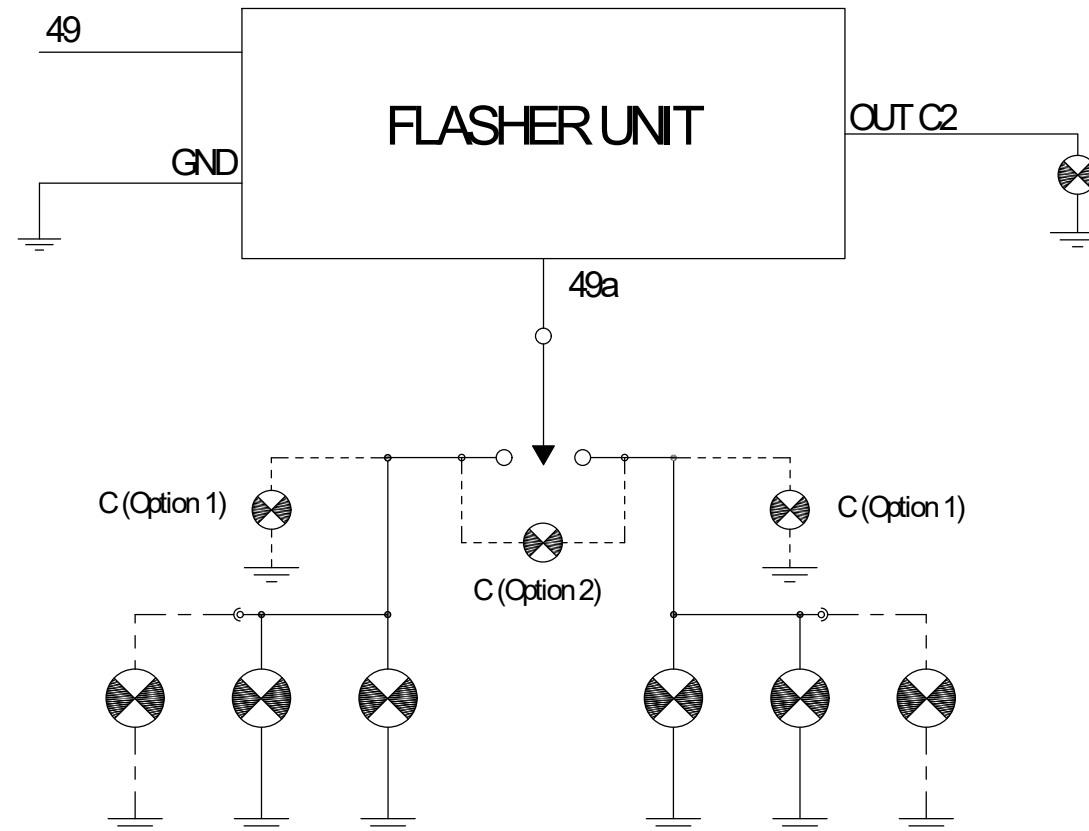 49
FLASHER UNIT
OUT C2
GND
49a
C (Option 1)
C (Option 1)
C (Option 2)